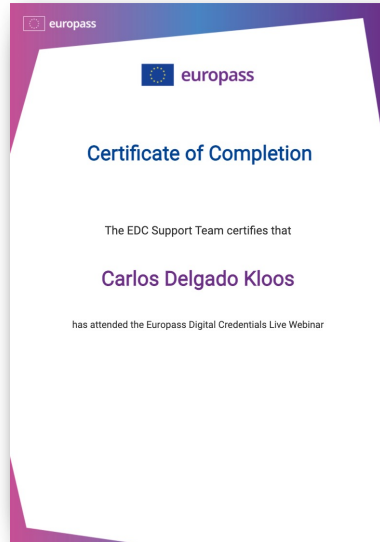 europass
europass
Certificate of Completion
The EDC Support Team certifies that
Carlos Delgado Kloos
has attended the Europass Digital Credentials Live Webinar